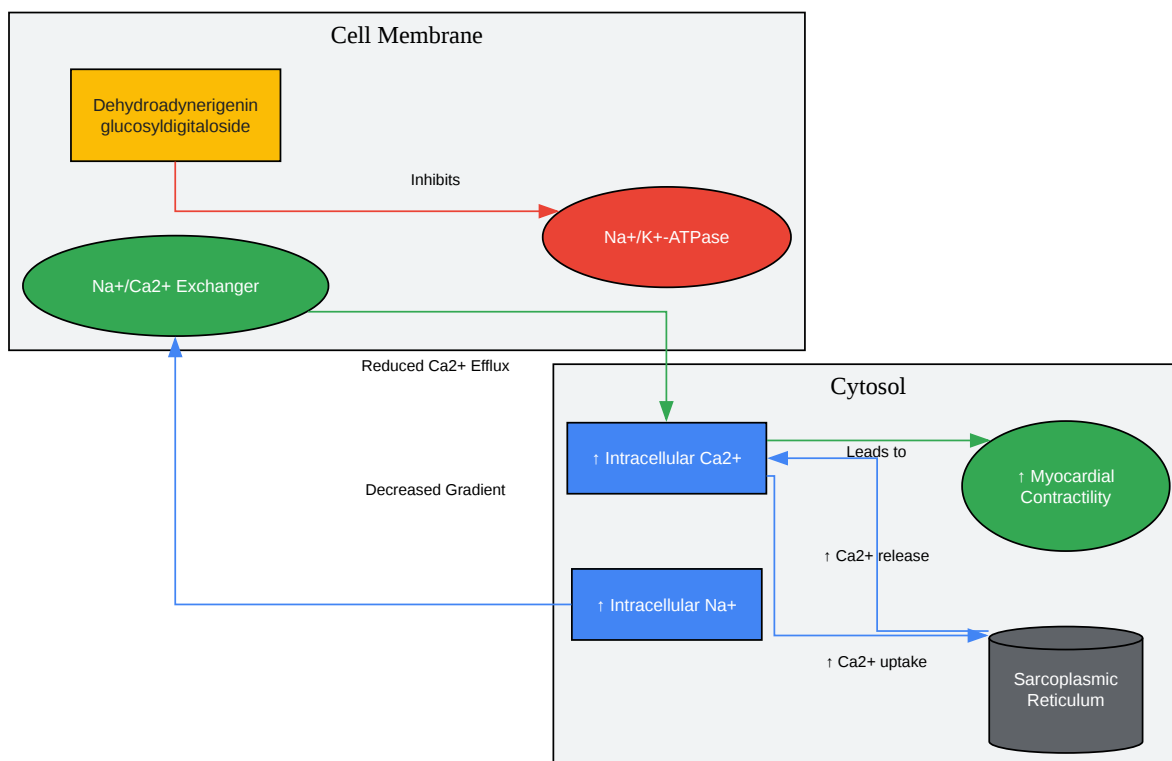 Cell Membrane
Dehydroadynerigenin
glucosyldigitaloside
Inhibits
Na+/K+-ATPase
Na+/Ca2+ Exchanger
Reduced Ca2+ Efflux
Cytosol
↑ Intracellular Ca2+
Leads to
↑ Myocardial
Contractility
Decreased Gradient
↑ Ca2+ release
↑ Intracellular Na+
↑ Ca2+ uptake
Sarcoplasmic
Reticulum